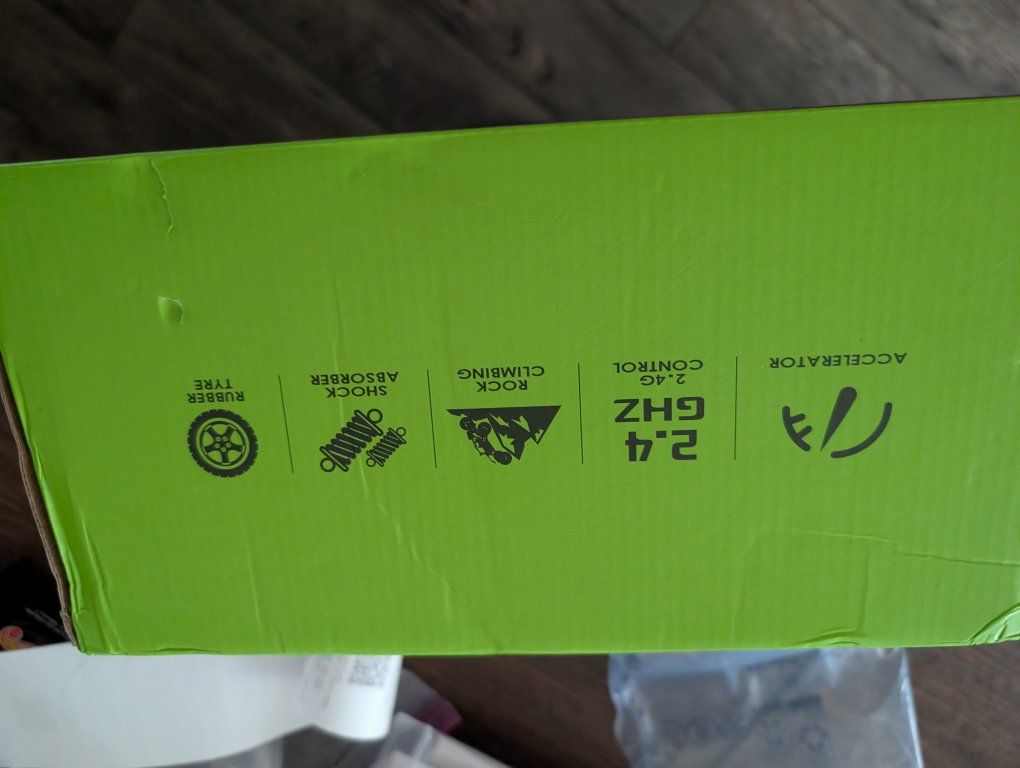 ACCELERATOR
2.4
GHZ
2.4G
CONTROL
ROCK
CLIMBING
SHOCK
ABSORBER
RUBBER
TYRE